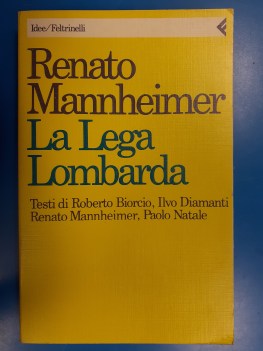 Idee/Feltrinelli
Renato
Mannheimer
La Lega
Lombarda
Testi di Roberto Biorcio, Ilvo Diamanti
Renato Mannheimer, Paolo Natale